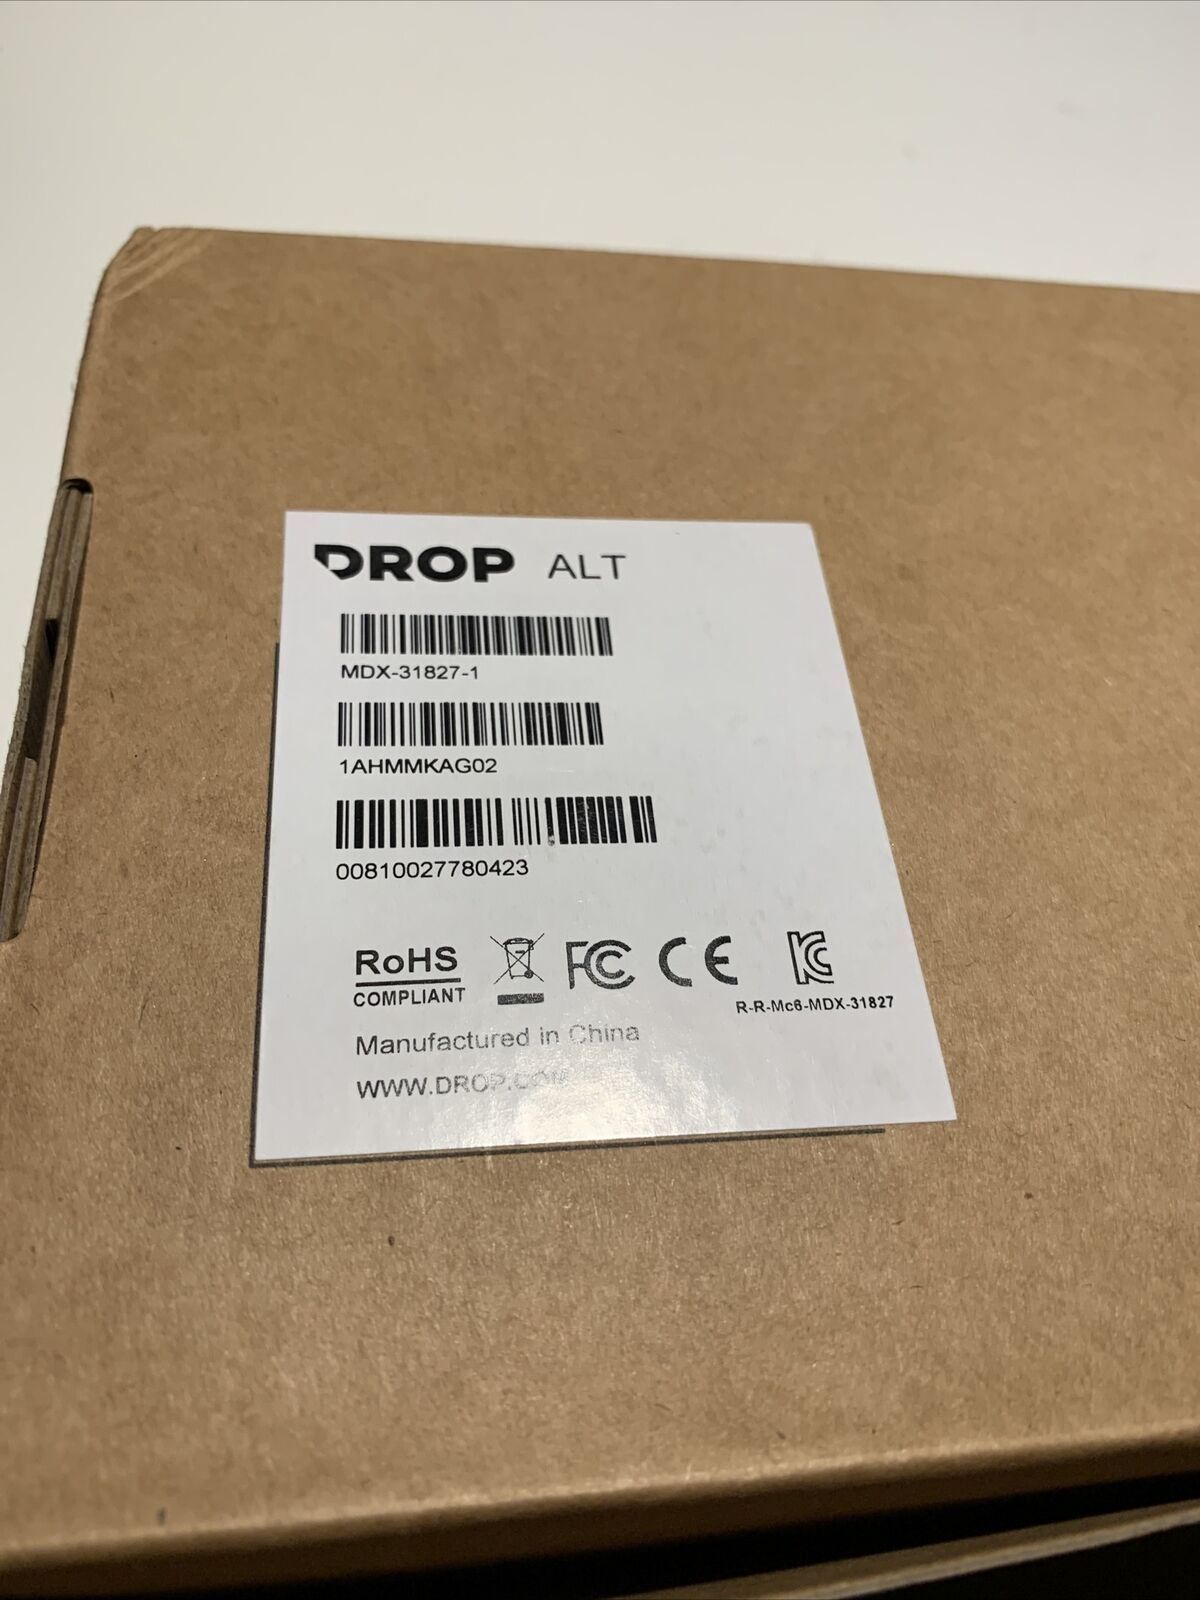 DROP ALT
MDX-31827-1
1AHMMKAG02
00810027780423
RoHS
COMPLIANT
FC CE KC
R-R-Mc6-MDX-31827
Manufactured in China
WWW.DROP.COM